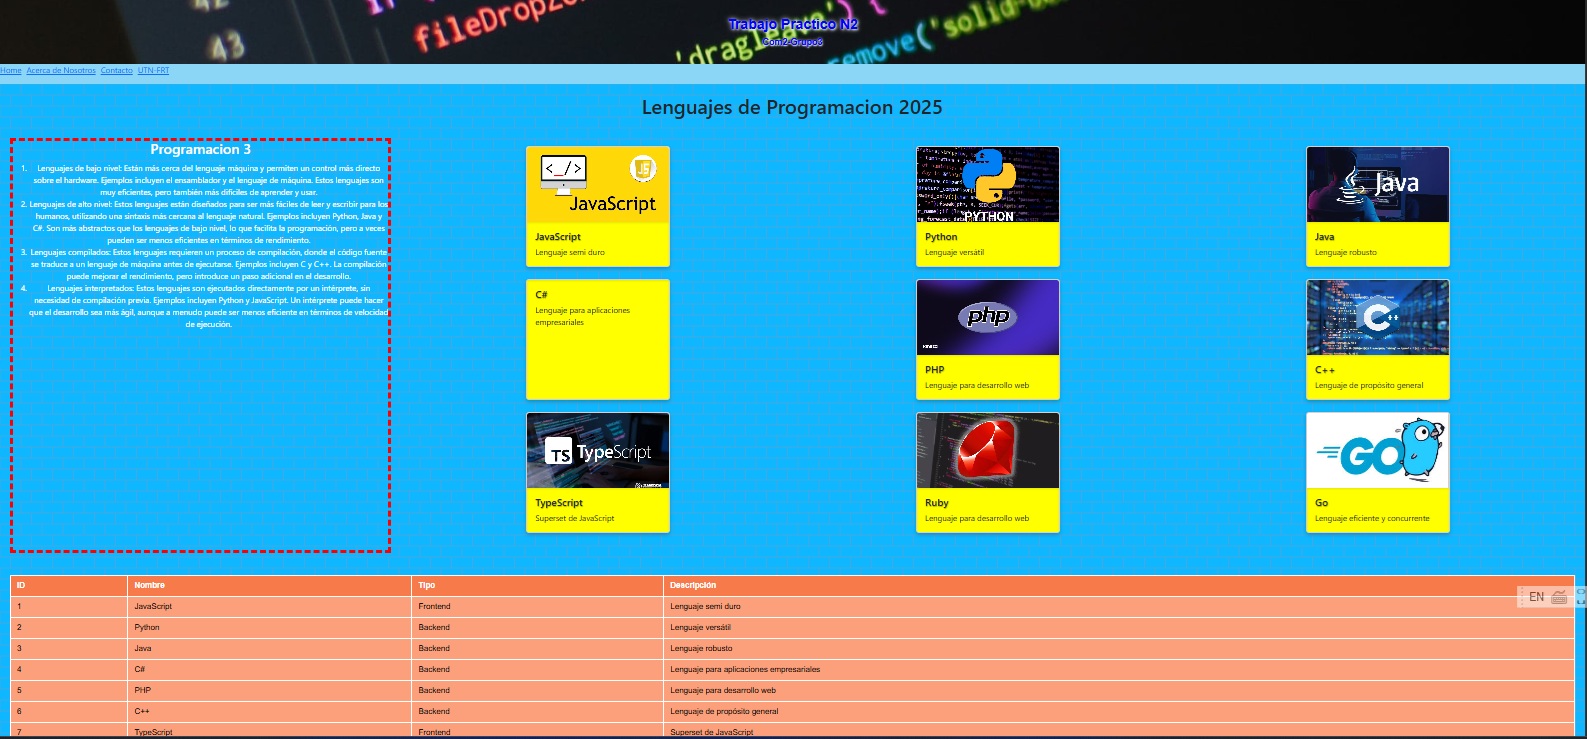 42
43
fileDropZo
'dragleave') {
remove('solid-b
Trabajo Práctico N2
Com2-Grupo3
Home Acerca de Nosotros Contacto UTN-FRT
Lenguajes de Programacion 2025
Programacion 3
1. Lenguajes de bajo nivel: Están más cerca del lenguaje máquina y permiten un control más directo
sobre el hardware. Ejemplos incluyen el ensamblador y el lenguaje de máquina. Estos lenguajes son
muy eficientes, pero también más difíciles de aprender y usar.
2. Lenguajes de alto nivel: Estos lenguajes están diseñados para ser más fáciles de leer y escribir para los
humanos, utilizando una sintaxis más cercana al lenguaje natural. Ejemplos incluyen Python, Java y
C#. Son más abstractos que los lenguajes de bajo nivel, lo que facilita la programación, pero a veces
pueden ser menos eficientes en términos de rendimiento.
3. Lenguajes compilados: Estos lenguajes requieren un proceso de compilación, donde el código fuente
se traduce a un lenguaje de máquina antes de ejecutarse. Ejemplos incluyen C y C++. La compilación
puede mejorar el rendimiento, pero introduce un paso adicional en el desarrollo.
4. Lenguajes interpretados: Estos lenguajes son ejecutados directamente por un intérprete, sin
necesidad de compilación previa. Ejemplos incluyen Python y JavaScript. Un intérprete puede hacer
que el desarrollo sea más ágil, aunque a menudo puede ser menos eficiente en términos de velocidad
de ejecución.
<_/>
JS
JavaScript
JavaScript
Lenguaje semi duro
PYTHON
Python
Lenguaje versátil
Java
Java
Lenguaje robusto
C#
Lenguaje para aplicaciones
empresariales
php
PHP
Lenguaje para desarrollo web
C++
C++
Lenguaje de propósito general
TS TypeScript
TypeScript
Superset de JavaScript
Ruby
Lenguaje para desarrollo web
GO
Go
Lenguaje eficiente y concurrente
ID Nombre Tipo Descripción
1 JavaScript Frontend Lenguaje semi duro
2 Python Backend Lenguaje versátil
3 Java Backend Lenguaje robusto
4 C# Backend Lenguaje para aplicaciones empresariales
5 PHP Backend Lenguaje para desarrollo web
6 C++ Backend Lenguaje de propósito general
7 TypeScript Frontend Superset de JavaScript
EN